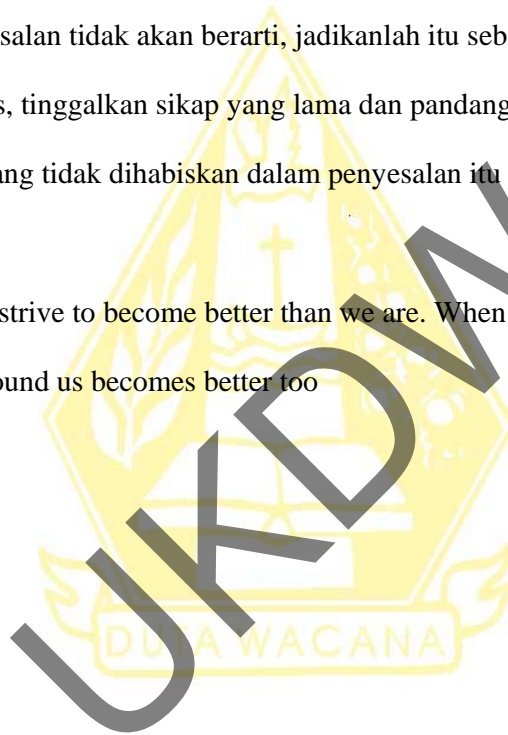 salan tidak akan berarti, jadikanlah itu seb
s, tinggalkan sikap yang lama dan pandang
ang tidak dihabiskan dalam penyesalan itu
strive to become better than we are. When
ound us becomes better too
UKDW
DUTA WACANA